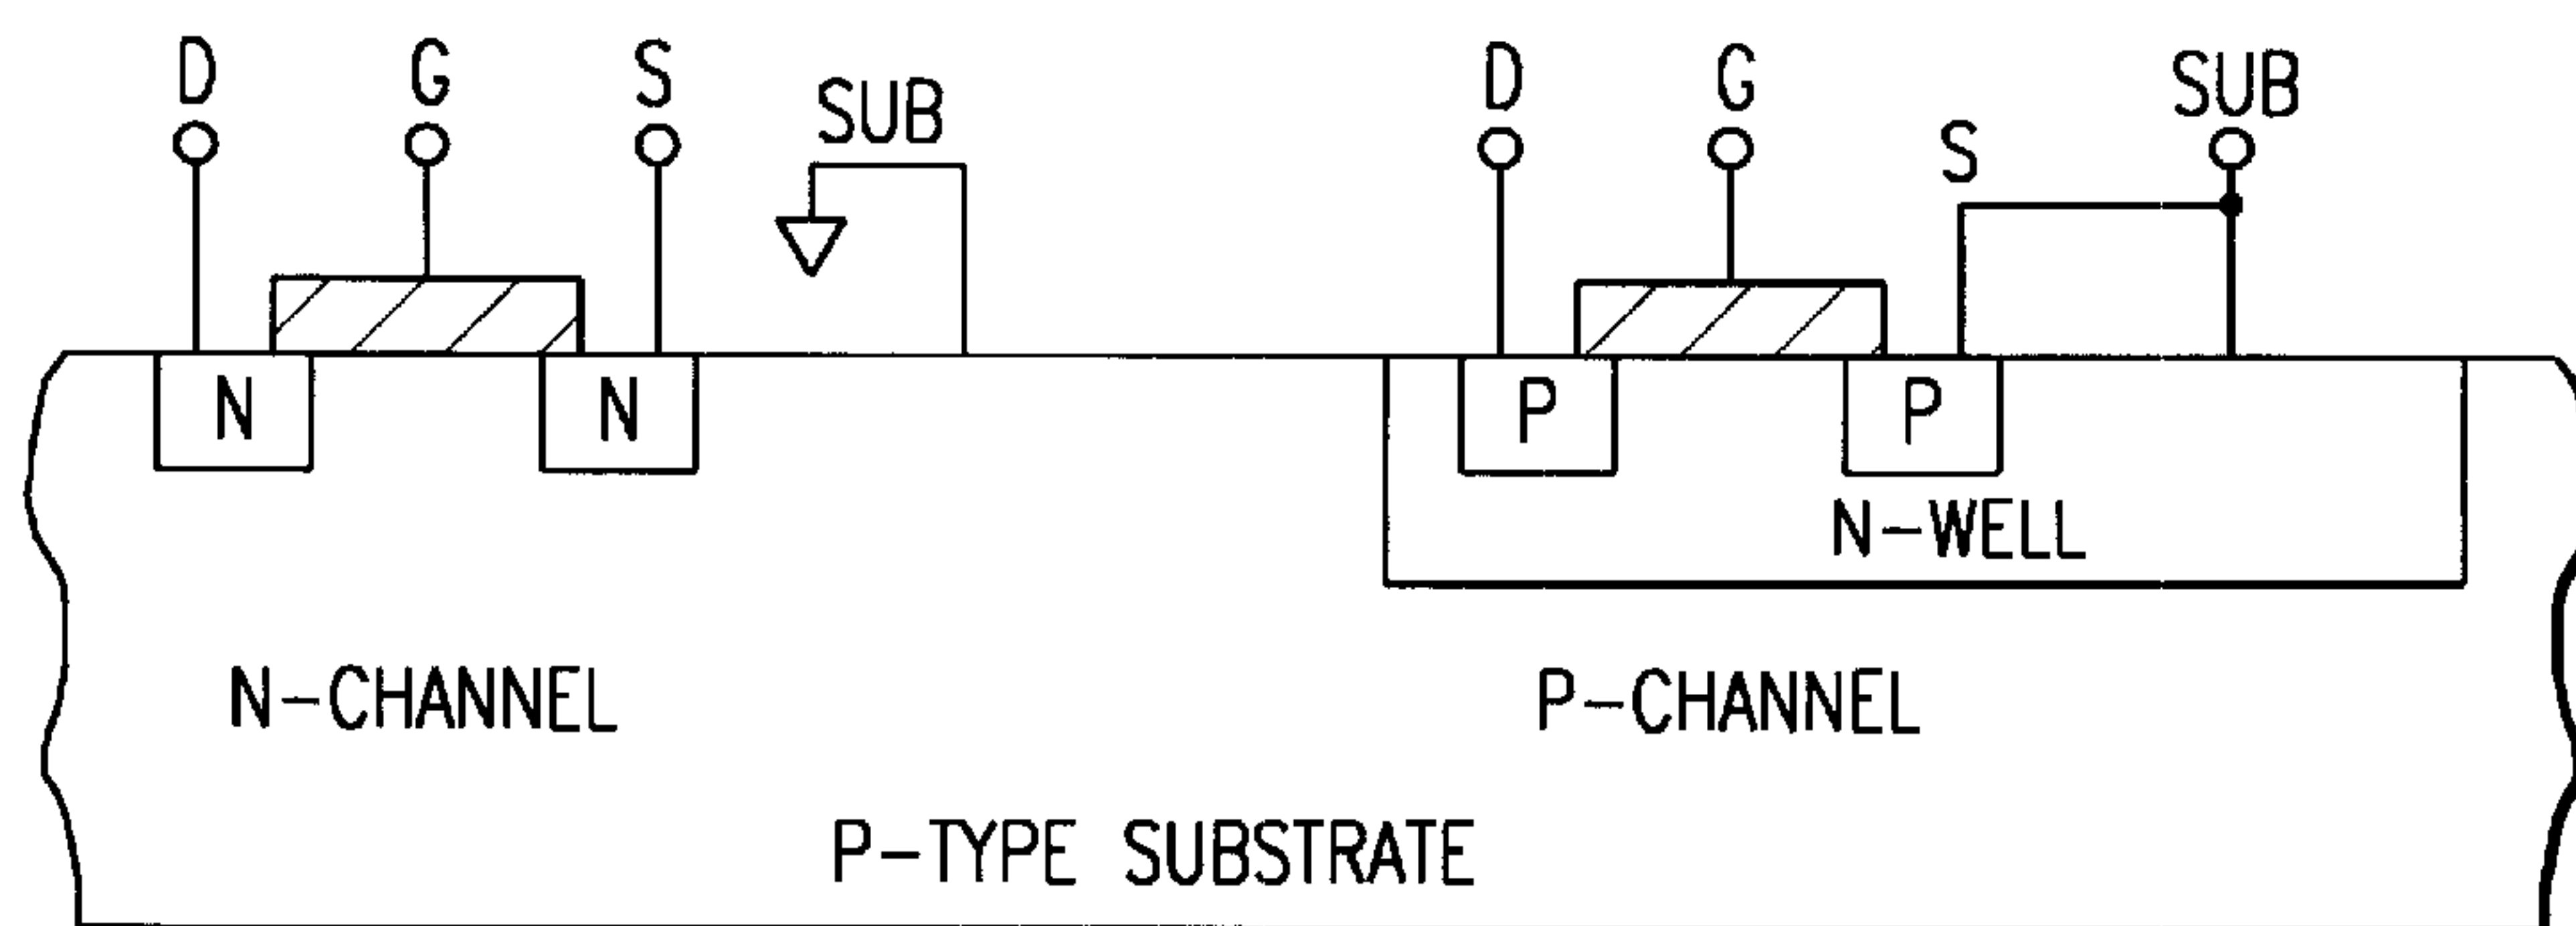 D G S SUB D G S SUB
N N P P
N-WELL
N-CHANNEL P-CHANNEL
P-TYPE SUBSTRATE